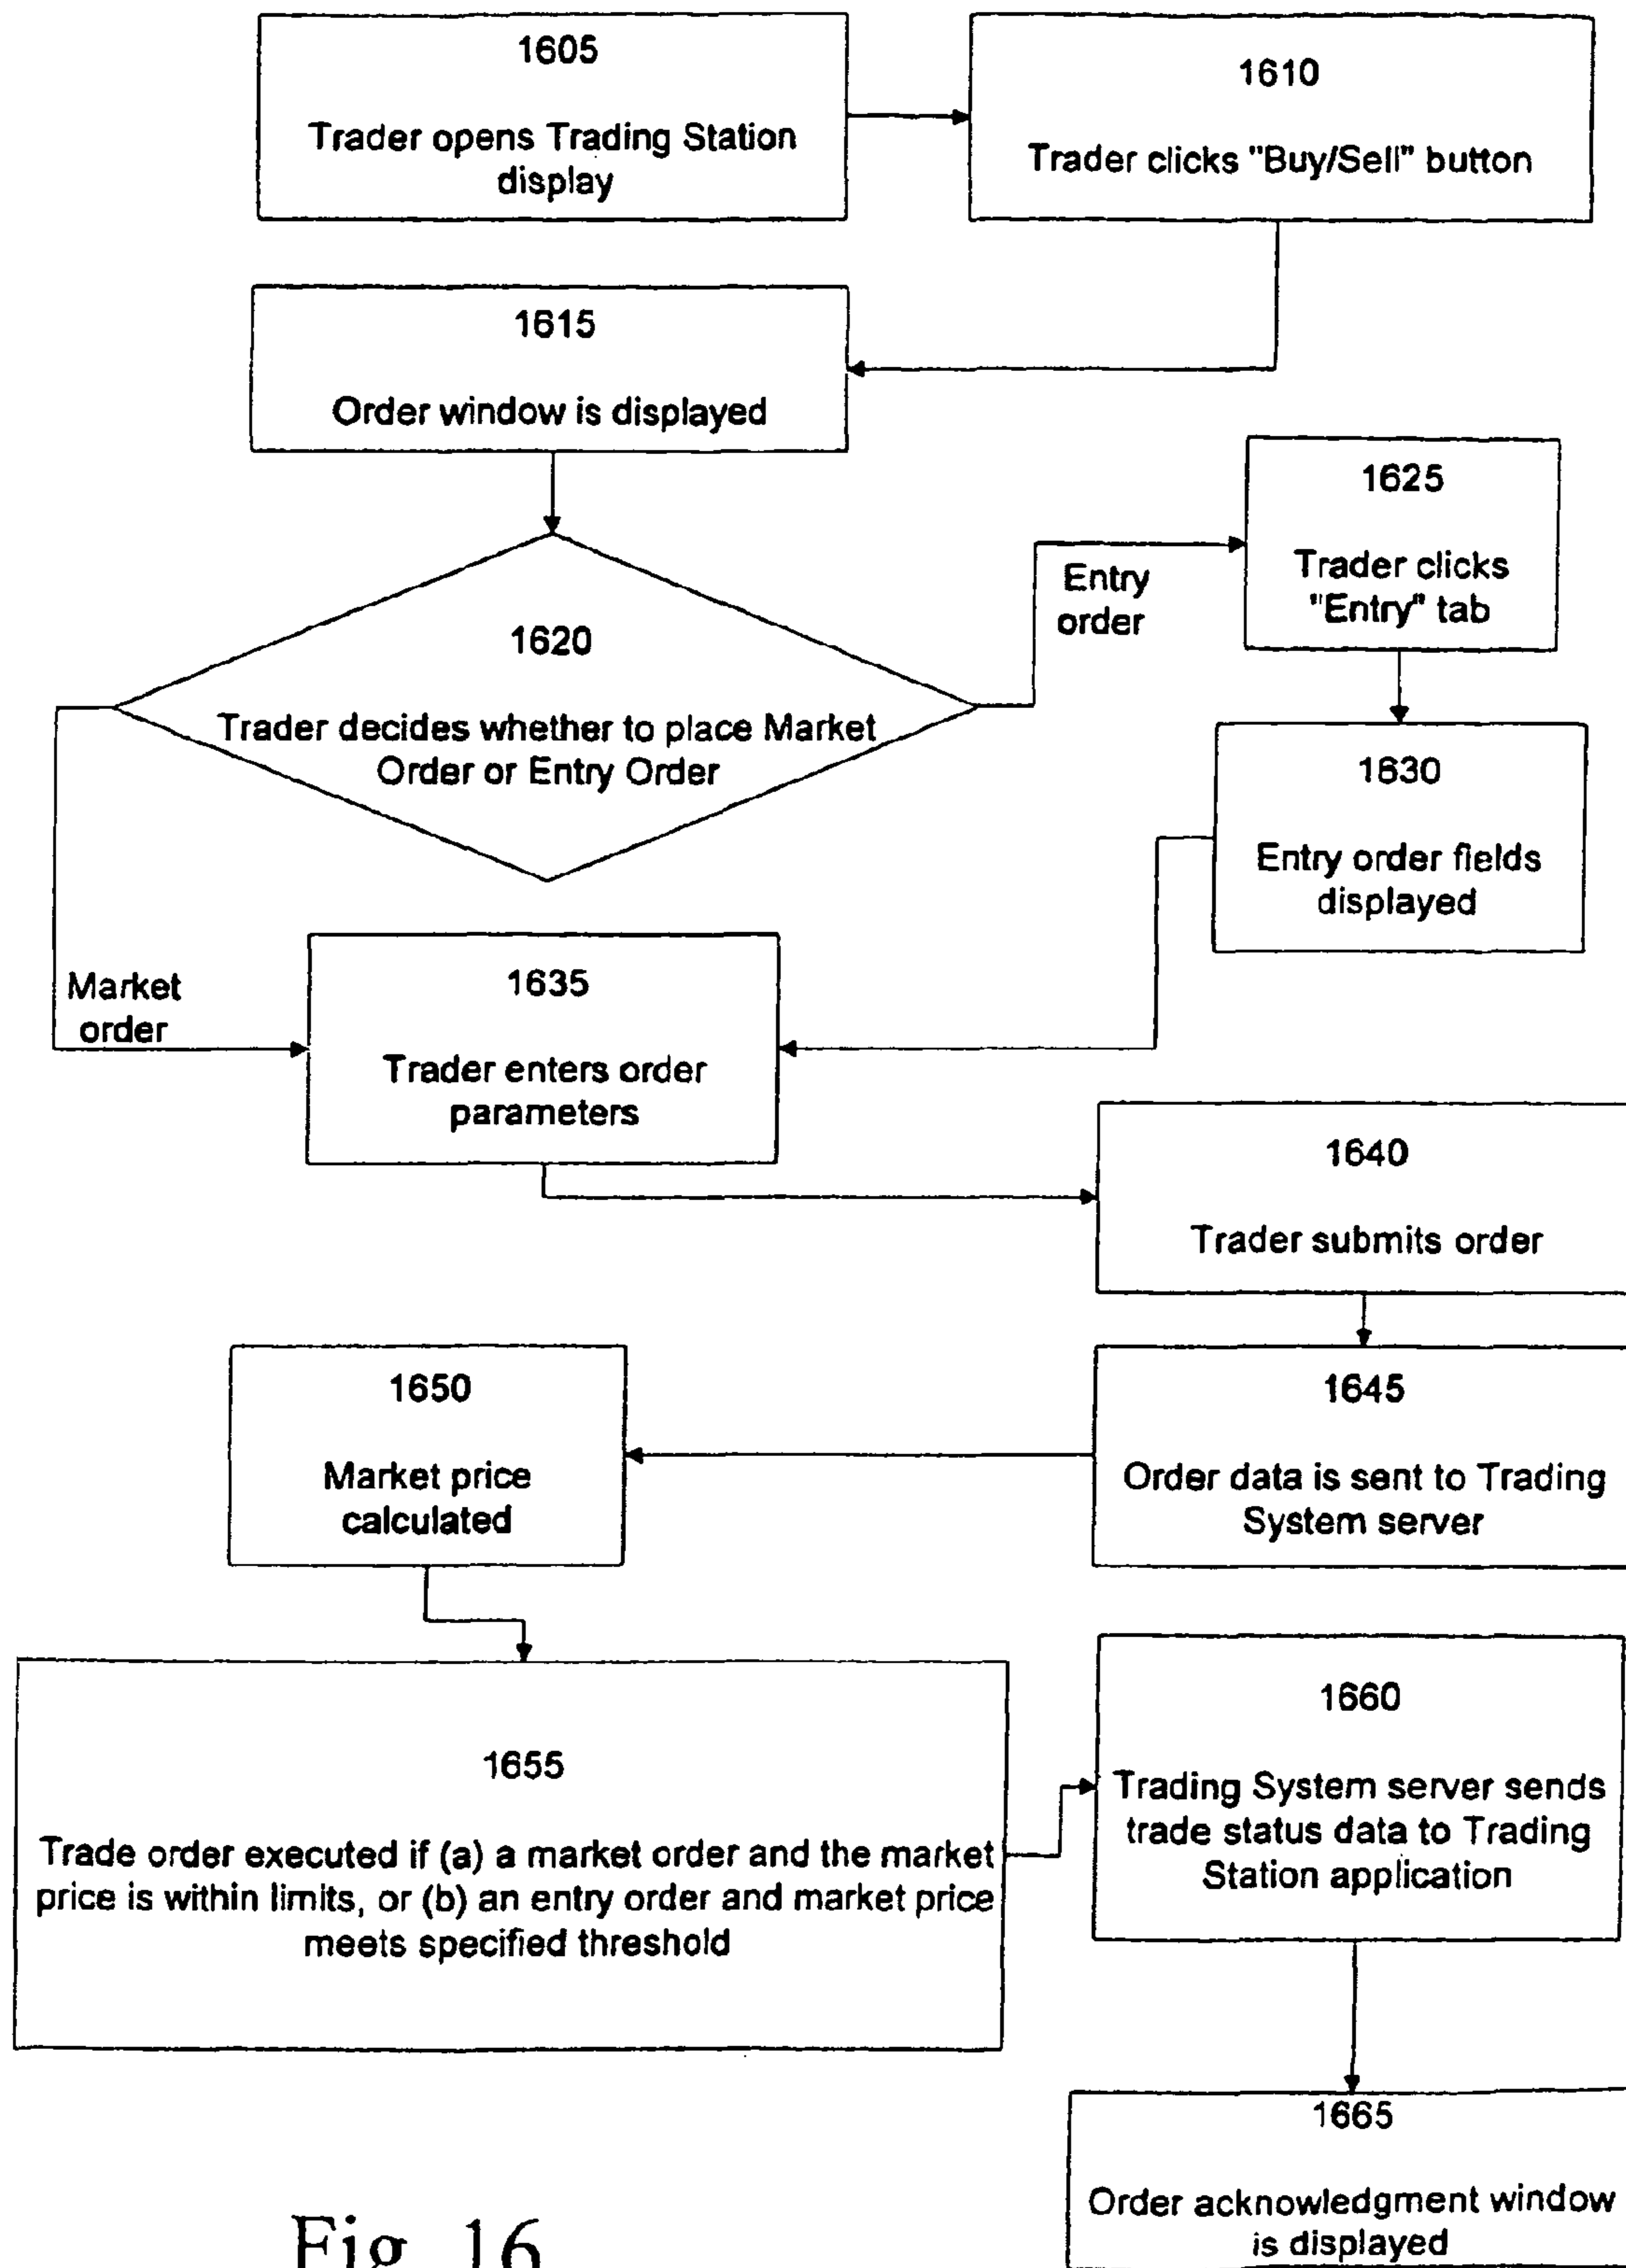 1605
Trader opens Trading Station
display
1610
Trader clicks "Buy/Sell" button
1615
Order window is displayed
1620
Trader decides whether to place Market
Order or Entry Order
Entry
order
1625
Trader clicks
"Entry" tab
1630
Entry order fields
displayed
Market
order
1635
Trader enters order
parameters
1640
Trader submits order
1645
Order data is sent to Trading
System server
1650
Market price
calculated
1655
Trade order executed if (a) a market order and the market
price is within limits, or (b) an entry order and market price
meets specified threshold
1660
Trading System server sends
trade status data to Trading
Station application
1665
Order acknowledgment window
is displayed
Fig. 16